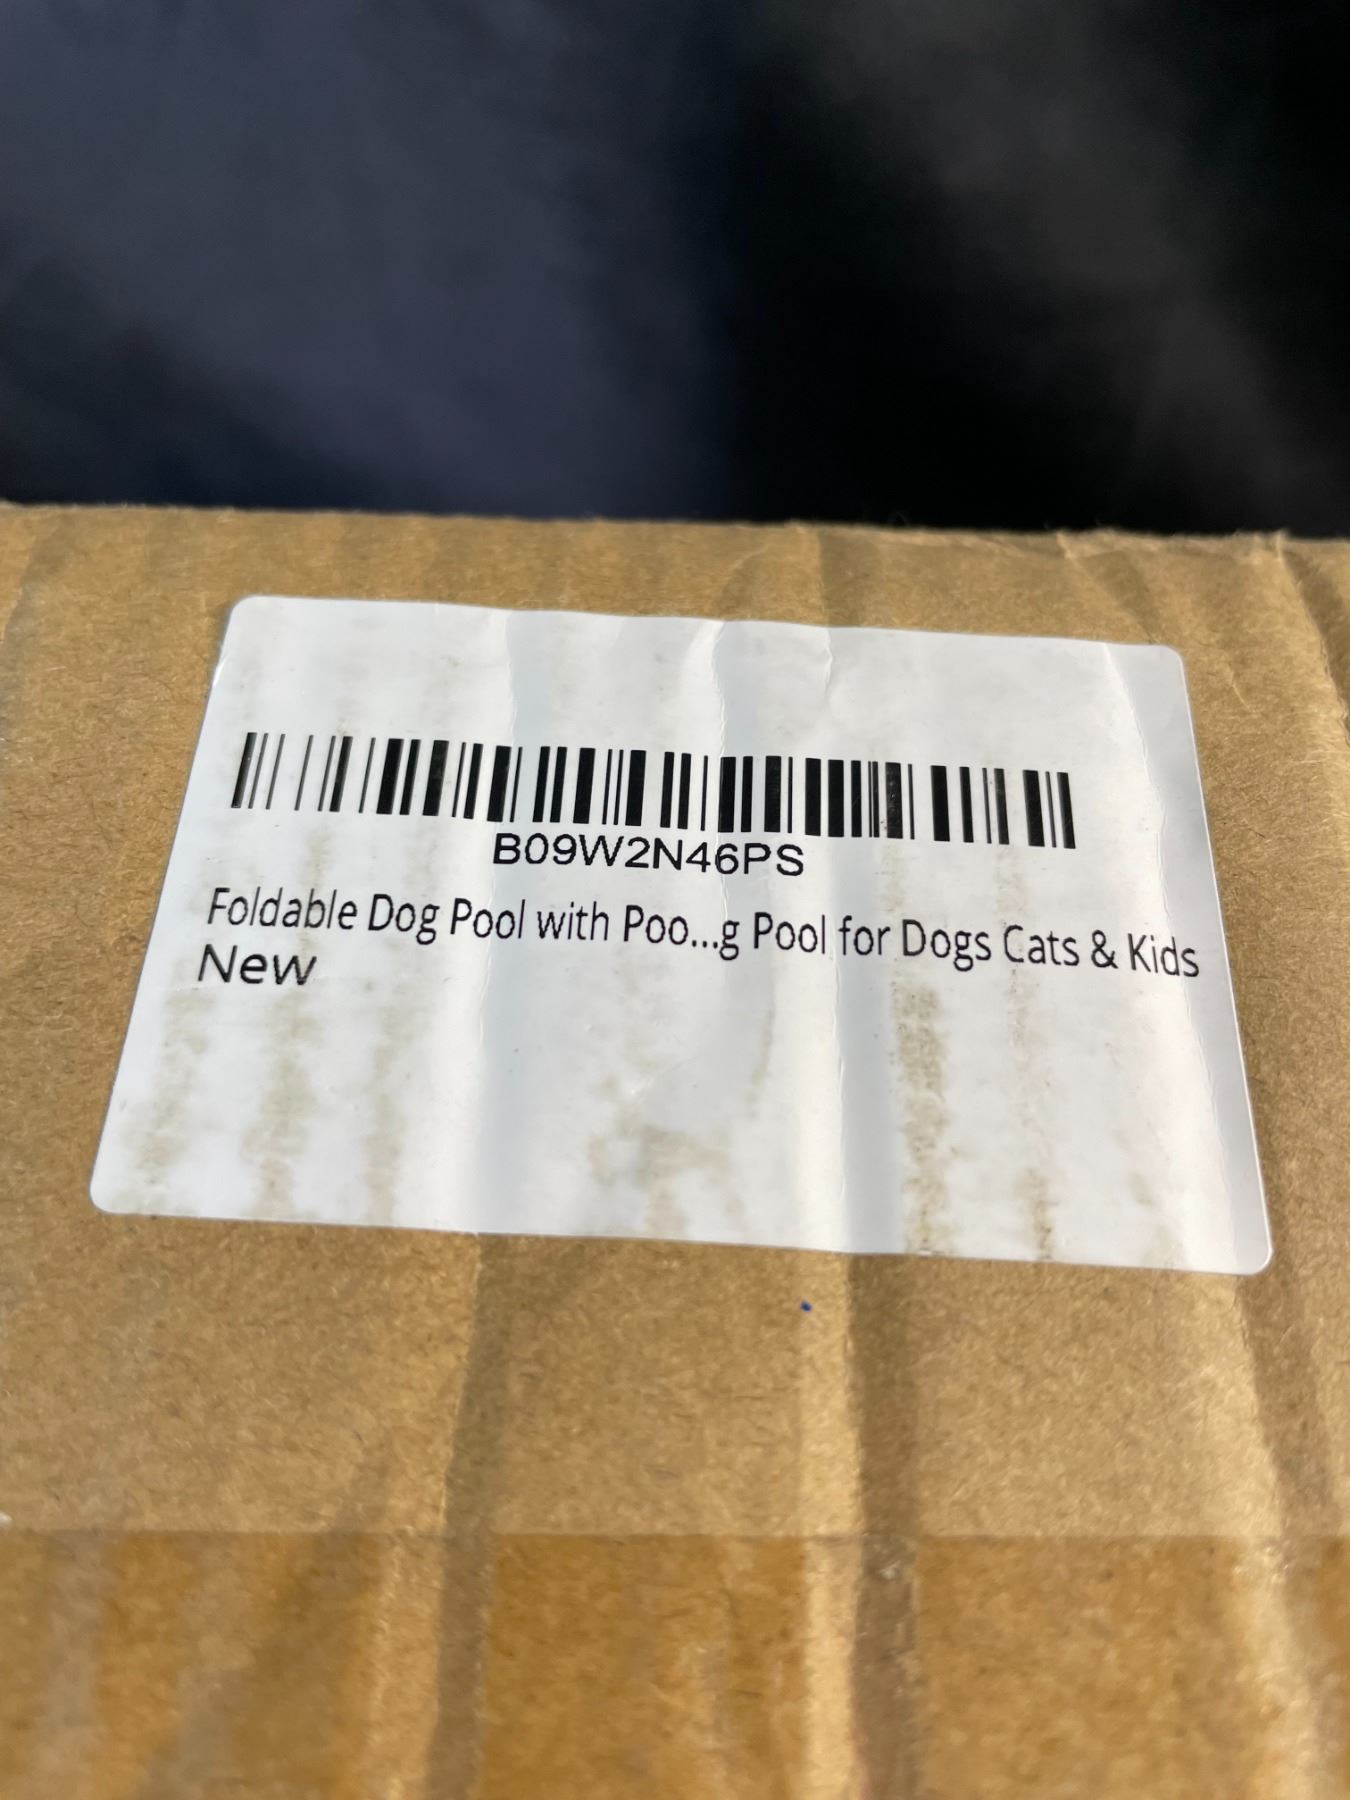 B09W2N46PS
Foldable Dog Pool with Poo...g Pool for Dogs Cats & Kids
New